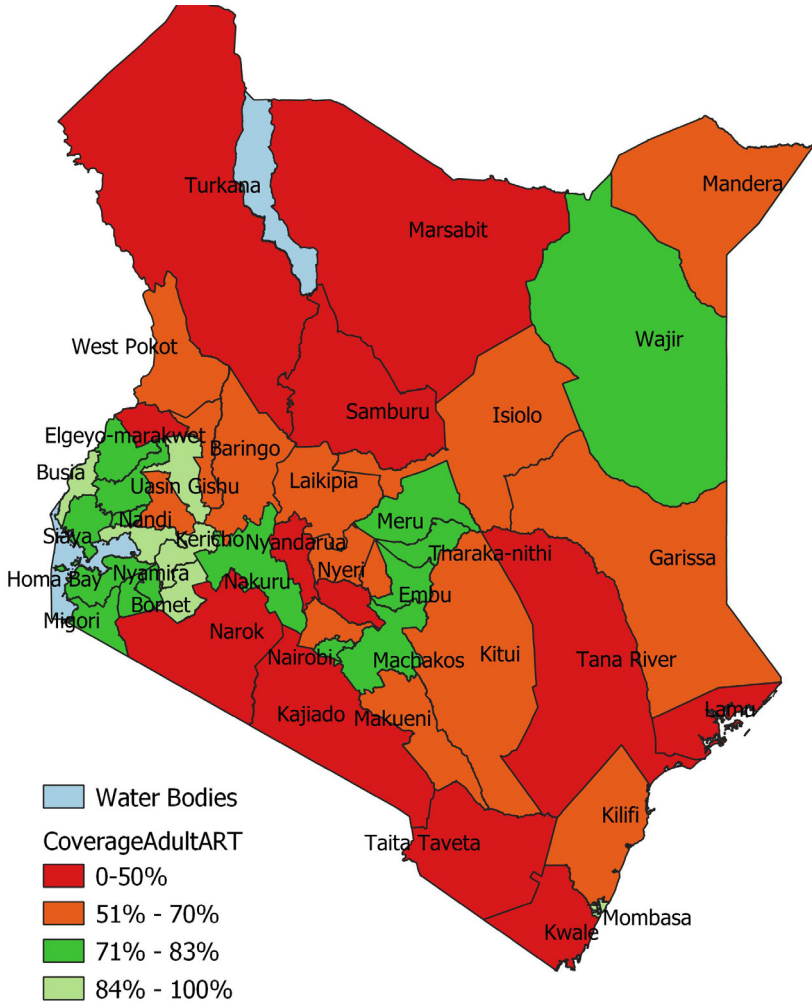 Mandera
Turkana
Marsabit
Wajir
West Pokot
Samburu
Isiolo
Elgeyo-marakwet
Baringo
Busia
Uasin Gishu
Laikipia
Nandi
Meru
Siaya
Kericho
Nyandarua
Tharaka-nithi
Garissa
Homa Bay
Nyamira
Nakuru
Nyeri
Embu
Bomet
Migori
Narok
Nairobi
Machakos
Kitui
Tana River
Kajiado
Makueni
Lamu
Water Bodies
Kilifi
CoverageAdultART
Taita Taveta
0-50%
51% - 70%
Mombasa
Kwale
71% - 83%
84% - 100%